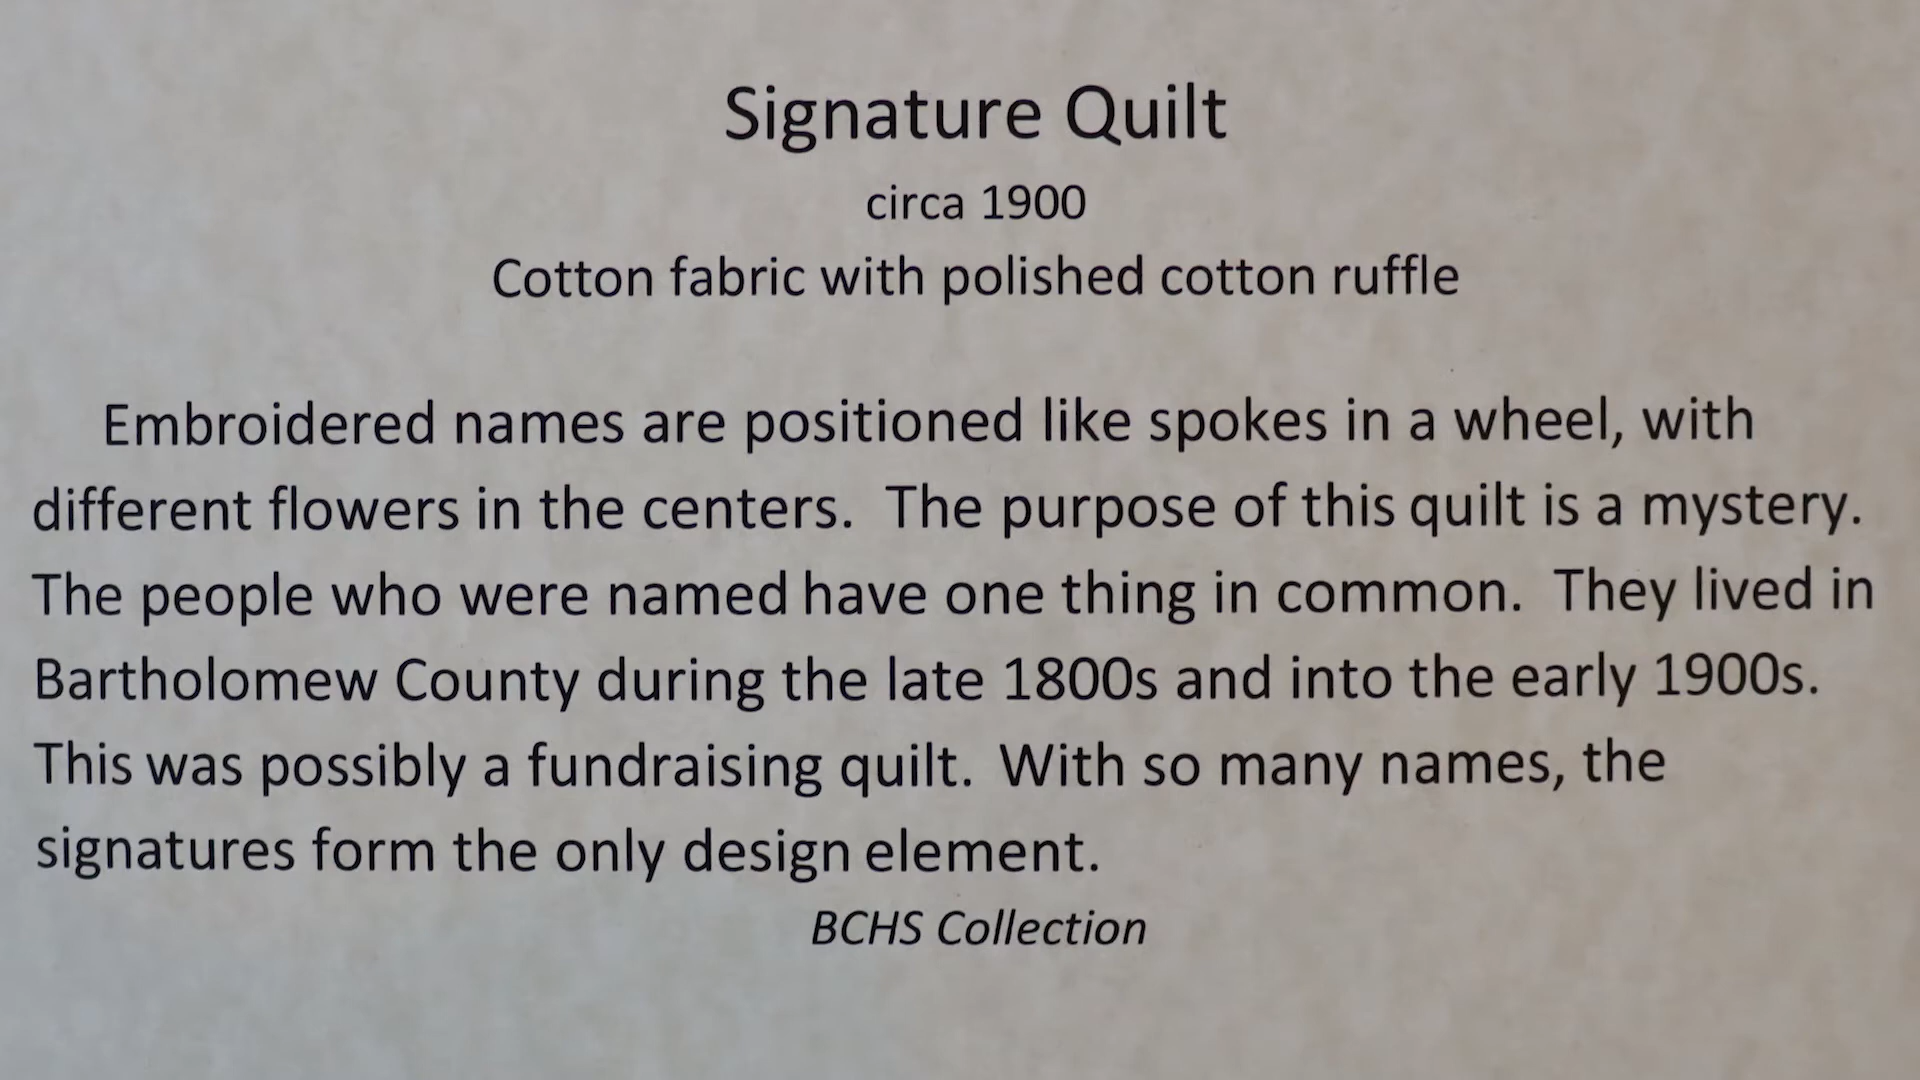 Signature Quilt
circa 1900
Cotton fabric with polished cotton ruffle
Embroidered names are positioned like spokes in a wheel, with
different flowers in the centers. The purpose of this quilt is a mystery.
The people who were named have one thing in common. They lived in
Bartholomew County during the late 1800s and into the early 1900s.
This was possibly a fundraising quilt. With so many names, the
signatures form the only design element.
BCHS Collection